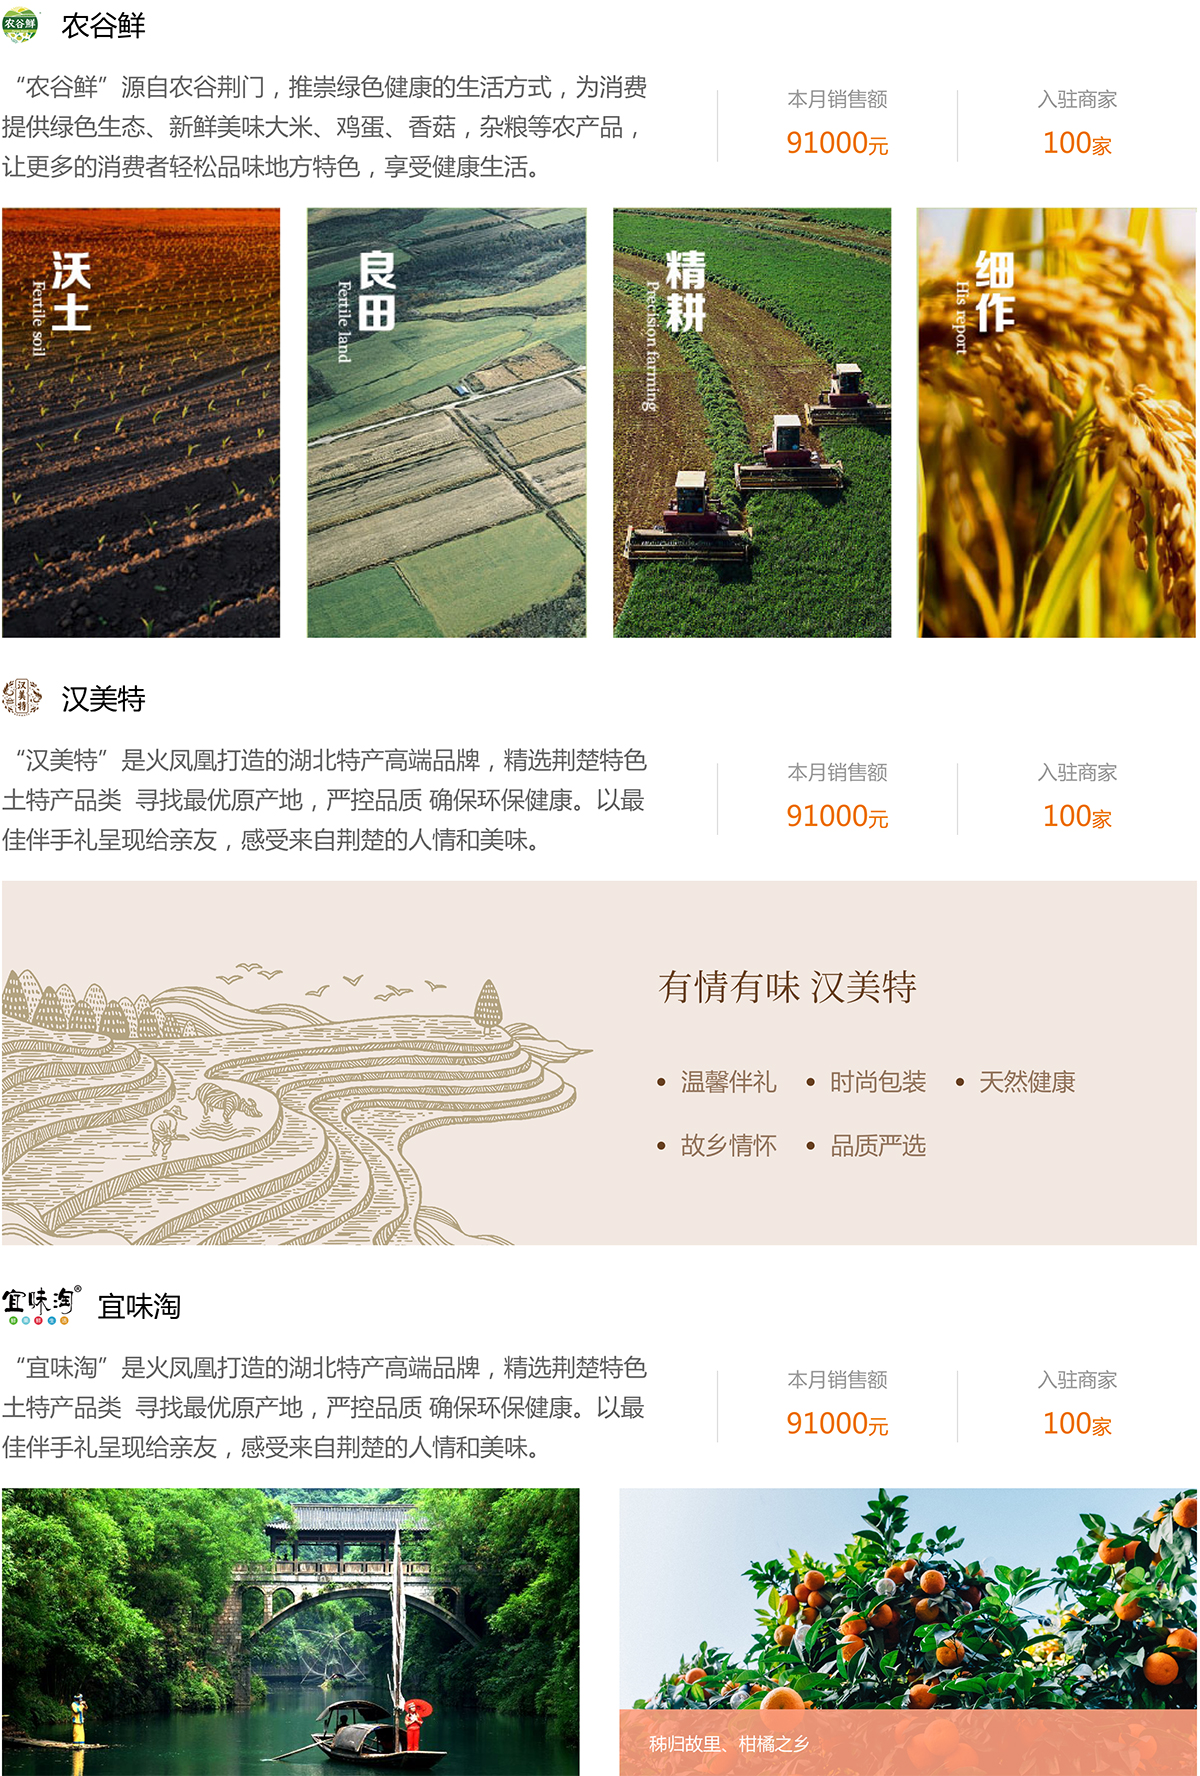 农谷鲜
农谷鲜
“农谷鲜”源自农谷荆门，推崇绿色健康的生活方式，为消费
提供绿色生态、新鲜美味大米、鸡蛋、香菇，杂粮等农产品，
让更多的消费者轻松品味地方特色，享受健康生活。
本月销售额
91000元
入驻商家
100家
沃土
Fertile soil
良田
Fertile land
精耕
Precision farming
细作
His report
汉美特
汉美特
“汉美特”是火凤凰打造的湖北特产高端品牌，精选荆楚特色
土特产品类 寻找最优原产地，严控品质 确保环保健康。以最
佳伴手礼呈现给亲友，感受来自荆楚的人情和美味。
本月销售额
91000元
入驻商家
100家
有情有味 汉美特
• 温馨伴礼 • 时尚包装 • 天然健康
• 故乡情怀 • 品质严选
宜味淘®
宜味淘
“宜味淘”是火凤凰打造的湖北特产高端品牌，精选荆楚特色
土特产品类 寻找最优原产地，严控品质 确保环保健康。以最
佳伴手礼呈现给亲友，感受来自荆楚的人情和美味。
本月销售额
91000元
入驻商家
100家
秭归故里、柑橘之乡